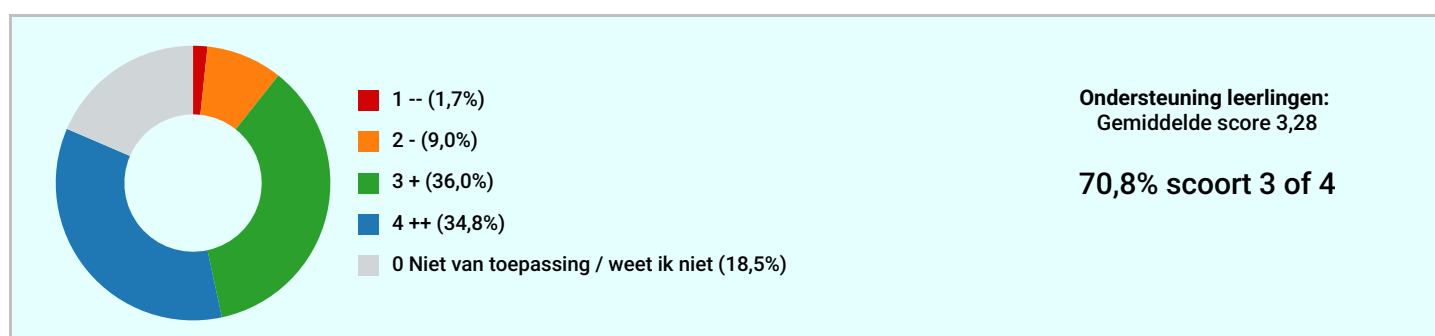 1 -- (1,7%)
2 - (9,0%)
3 + (36,0%)
4 ++ (34,8%)
0 Niet van toepassing / weet ik niet (18,5%)
Ondersteuning leerlingen:
Gemiddelde score 3,28
70,8% scoort 3 of 4